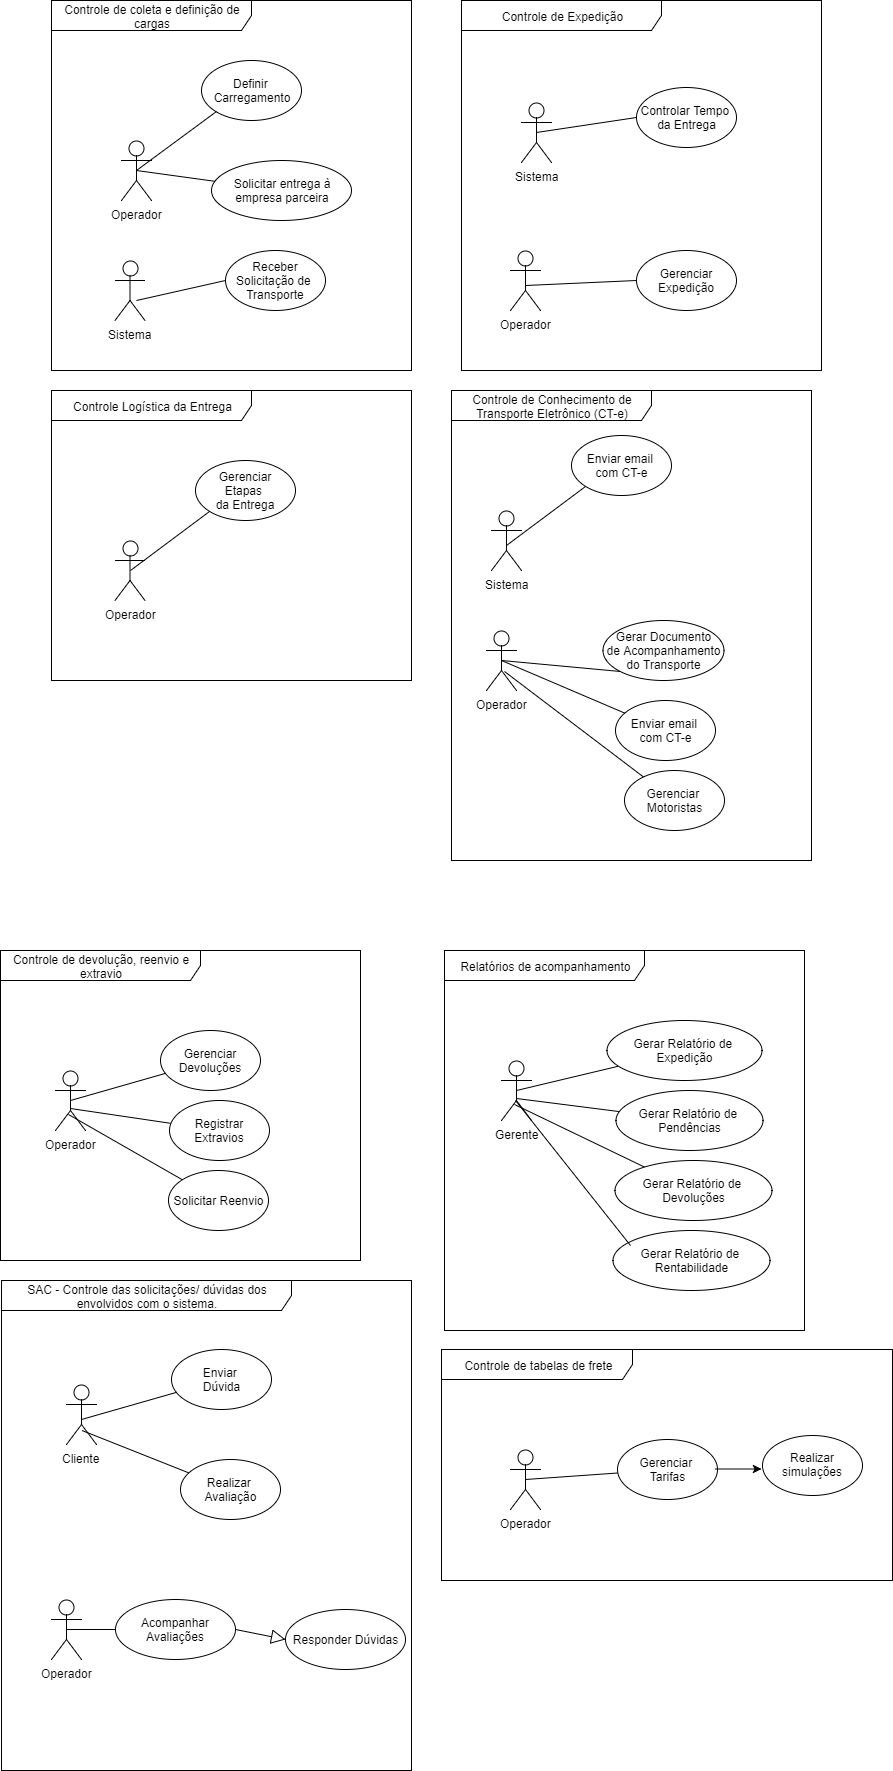 Controle de coleta e definição de
cargas
Definir
Carregamento
Solicitar entrega à
empresa parceira
Operador
Receber
Solicitação de
Transporte
Sistema
Controle de Expedição
Controlar Tempo
da Entrega
Sistema
Gerenciar
Expedição
Operador
Controle Logística da Entrega
Gerenciar
Etapas
da Entrega
Operador
Controle de Conhecimento de
Transporte Eletrônico (CT-e)
Enviar email
com CT-e
Sistema
Gerar Documento
de Acompanhamento
do Transporte
Operador
Enviar email
com CT-e
Gerenciar
Motoristas
Controle de devolução, reenvio e
extravio
Gerenciar
Devoluções
Registrar
Extravios
Operador
Solicitar Reenvio
Relatórios de acompanhamento
Gerar Relatório de
Expedição
Gerar Relatório de
Pendências
Gerente
Gerar Relatório de
Devoluções
Gerar Relatório de
Rentabilidade
SAC - Controle das solicitações/ dúvidas dos
envolvidos com o sistema.
Enviar
Dúvida
Cliente
Realizar
Avaliação
Acompanhar
Avaliações
Responder Dúvidas
Operador
Controle de tabelas de frete
Gerenciar
Tarifas
Realizar
simulações
Operador